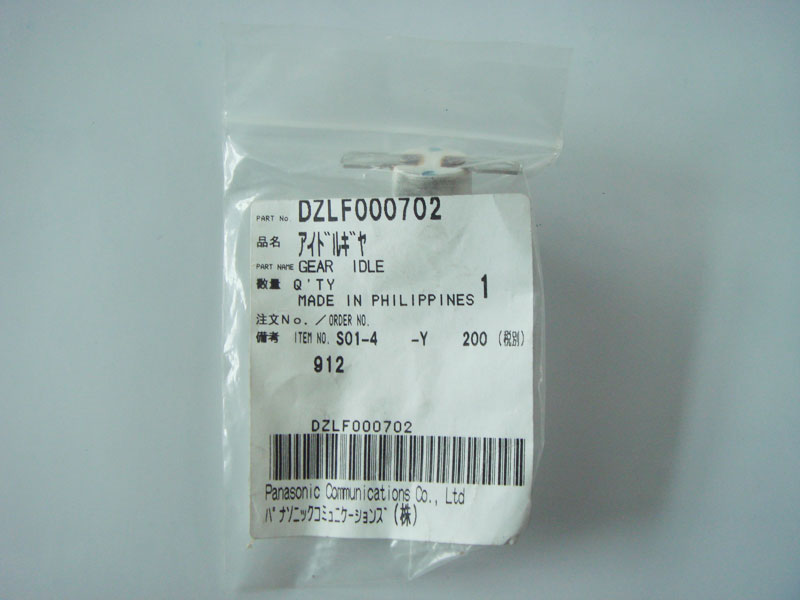 PART No. DZLF000702
品名 ｱｲﾄﾞﾙｷﾞﾔ
PART NAME GEAR IDLE
数量 Q'TY 1
MADE IN PHILIPPINES
注文No./ORDER NO.
備考 ITEM NO. S01-4 -Y 200 (税別)
912
DZLF000702
Panasonic Communications Co., Ltd
ﾊﾟﾅソニックコミュニケーションズ(株)